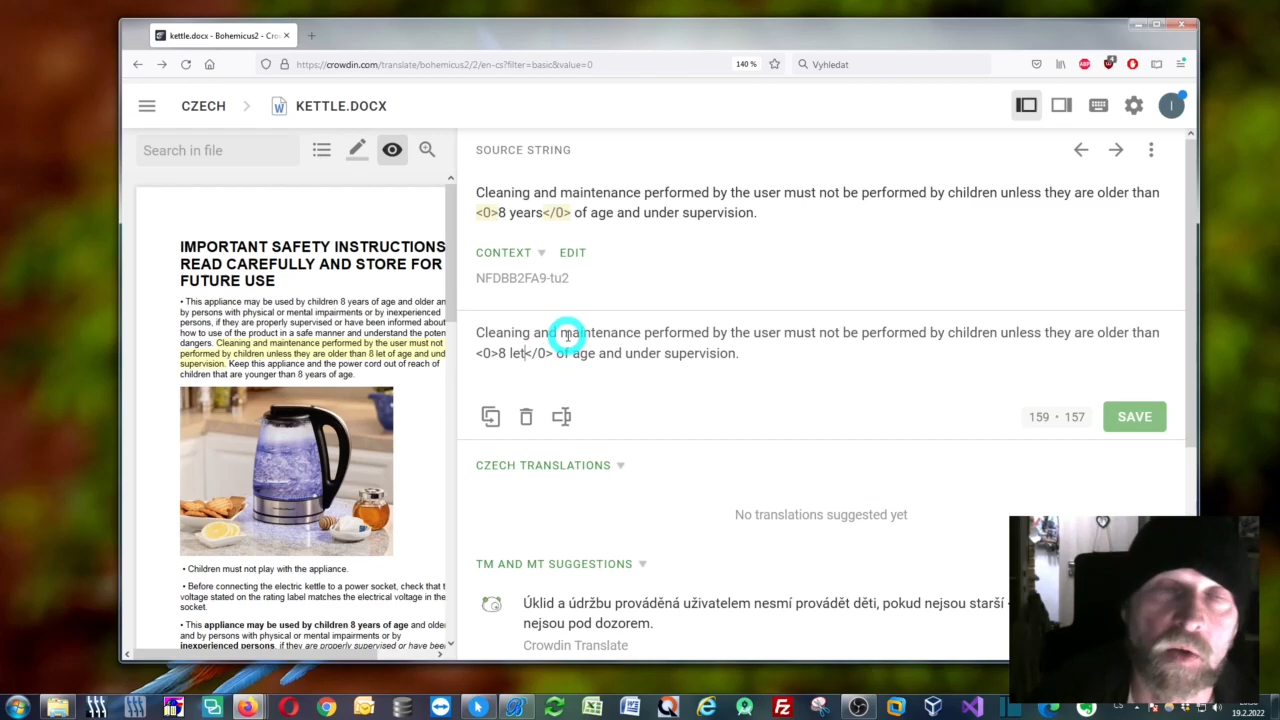 kettle.docx - Bohemicus2 - Cro
https://crowdin.com/translate/bohemicus2/2/en-cs?filter=basic&value=0
140 %
Vyhledat
CZECH
KETTLE.DOCX
I
Search in file
IMPORTANT SAFETY INSTRUCTIONS
READ CAREFULLY AND STORE FOR
FUTURE USE
• This appliance may be used by children 8 years of age and older an
by persons with physical or mental impairments or by inexperienced
persons, if they are properly supervised or have been informed about
how to use of the product in a safe manner and understand the poten
dangers. Cleaning and maintenance performed by the user must not
performed by children unless they are older than 8 let of age and und
supervision. Keep this appliance and the power cord out of reach of
children that are younger than 8 years of age.
• Children must not play with the appliance.
• Before connecting the electric kettle to a power socket, check that t
voltage stated on the rating label matches the electrical voltage in the
socket.
• This appliance may be used by children 8 years of age and olde
and by persons with physical or mental impairments or by
inexperienced persons, if they are properly supervised or have bee
SOURCE STRING
Cleaning and maintenance performed by the user must not be performed by children unless they are older than
<0>8 years</0> of age and under supervision.
CONTEXT
EDIT
NFDBB2FA9-tu2
Cleaning and maintenance performed by the user must not be performed by children unless they are older than
<0>8 let</0> of age and under supervision.
159 • 157
SAVE
CZECH TRANSLATIONS
No translations suggested yet
TM AND MT SUGGESTIONS
Úklid a údržbu prováděná uživatelem nesmí provádět děti, pokud nejsou starší
nejsou pod dozorem.
Crowdin Translate
CS
19.2.2022